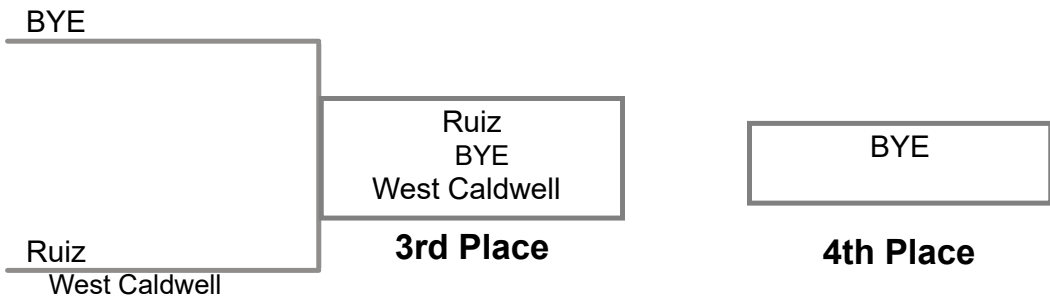 BYE
Ruiz
West Caldwell
Ruiz
BYE
West Caldwell
3rd Place
BYE
4th Place